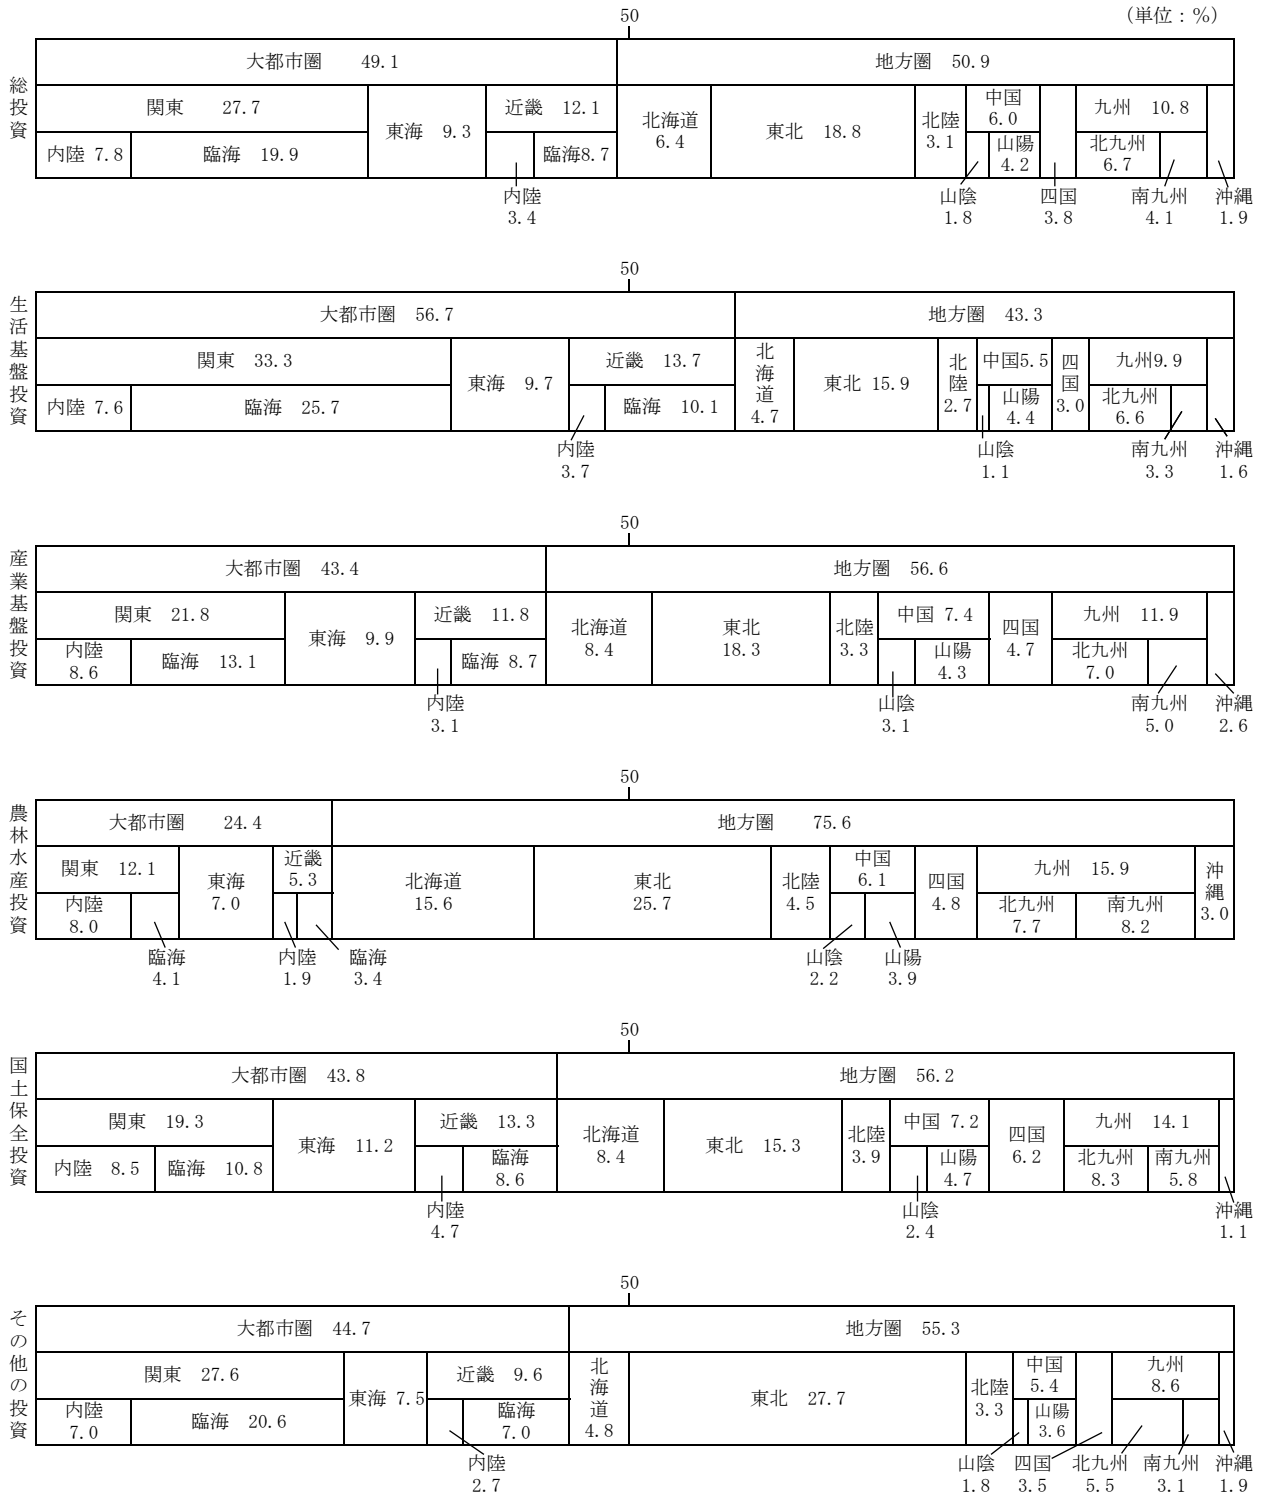 50
（単位：％）
総投資
大都市圏 49.1
地方圏 50.9
関東 27.7
東海 9.3
近畿 12.1
北海道
6.4
東北 18.8
北陸
3.1
中国
6.0
九州 10.8
内陸 7.8
臨海 19.9
臨海8.7
山陽
4.2
北九州
6.7
内陸
3.4
山陰
1.8
四国
3.8
南九州
4.1
沖縄
1.9
50
生活基盤投資
大都市圏 56.7
地方圏 43.3
関東 33.3
東海 9.7
近畿 13.7
北海道
4.7
東北 15.9
北陸
2.7
中国5.5
四国
3.0
九州9.9
内陸 7.6
臨海 25.7
臨海 10.1
山陽
4.4
北九州
6.6
内陸
3.7
山陰
1.1
南九州
3.3
沖縄
1.6
50
産業基盤投資
大都市圏 43.4
地方圏 56.6
関東 21.8
東海 9.9
近畿 11.8
北海道
8.4
東北
18.3
北陸
3.3
中国 7.4
四国
4.7
九州 11.9
内陸
8.6
臨海 13.1
臨海 8.7
山陽
4.3
北九州
7.0
内陸
3.1
山陰
3.1
南九州
5.0
沖縄
2.6
50
農林水産投資
大都市圏 24.4
地方圏 75.6
関東 12.1
東海
7.0
近畿
5.3
北海道
15.6
東北
25.7
北陸
4.5
中国
6.1
四国
4.8
九州 15.9
沖縄
3.0
内陸
8.0
北九州
7.7
南九州
8.2
臨海
4.1
内陸
1.9
臨海
3.4
山陰
2.2
山陽
3.9
50
国土保全投資
大都市圏 43.8
地方圏 56.2
関東 19.3
東海 11.2
近畿 13.3
北海道
8.4
東北 15.3
北陸
3.9
中国 7.2
四国
6.2
九州 14.1
内陸 8.5
臨海 10.8
臨海
8.6
山陽
4.7
北九州
8.3
南九州
5.8
内陸
4.7
山陰
2.4
沖縄
1.1
50
その他の投資
大都市圏 44.7
地方圏 55.3
関東 27.6
東海 7.5
近畿 9.6
北海道
4.8
東北 27.7
北陸
3.3
中国
5.4
九州
8.6
内陸
7.0
臨海 20.6
臨海
7.0
山陽
3.6
内陸
2.7
山陰
1.8
四国
3.5
北九州
5.5
南九州
3.1
沖縄
1.9